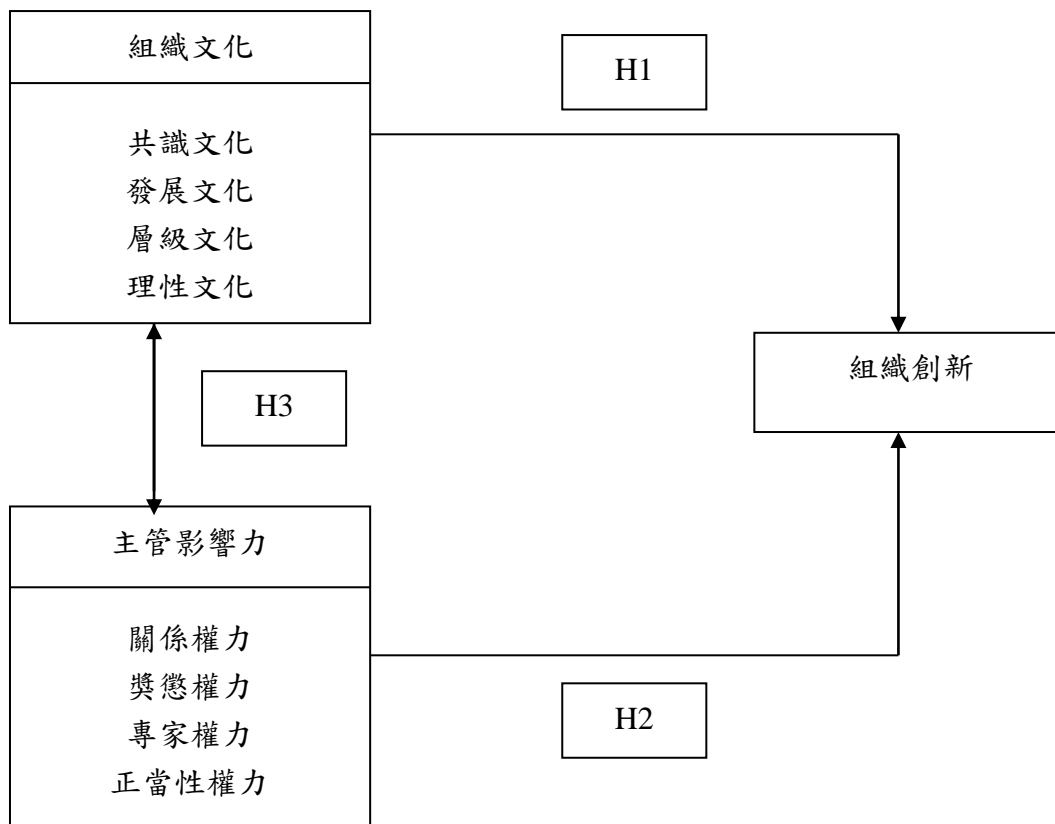 組織文化
H1
共識文化
發展文化
層級文化
理性文化
組織創新
H3
主管影響力
關係權力
獎懲權力
專家權力
正當性權力
H2